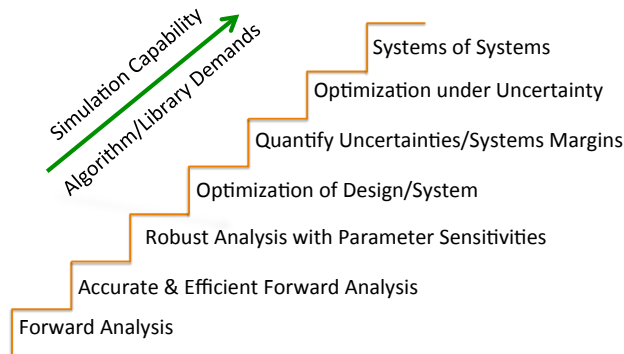 Simulation Capability
Algorithm/Library Demands
Systems of Systems
Optimization under Uncertainty
Quantify Uncertainties/Systems Margins
Optimization of Design/System
Robust Analysis with Parameter Sensitivities
Accurate & Efficient Forward Analysis
Forward Analysis